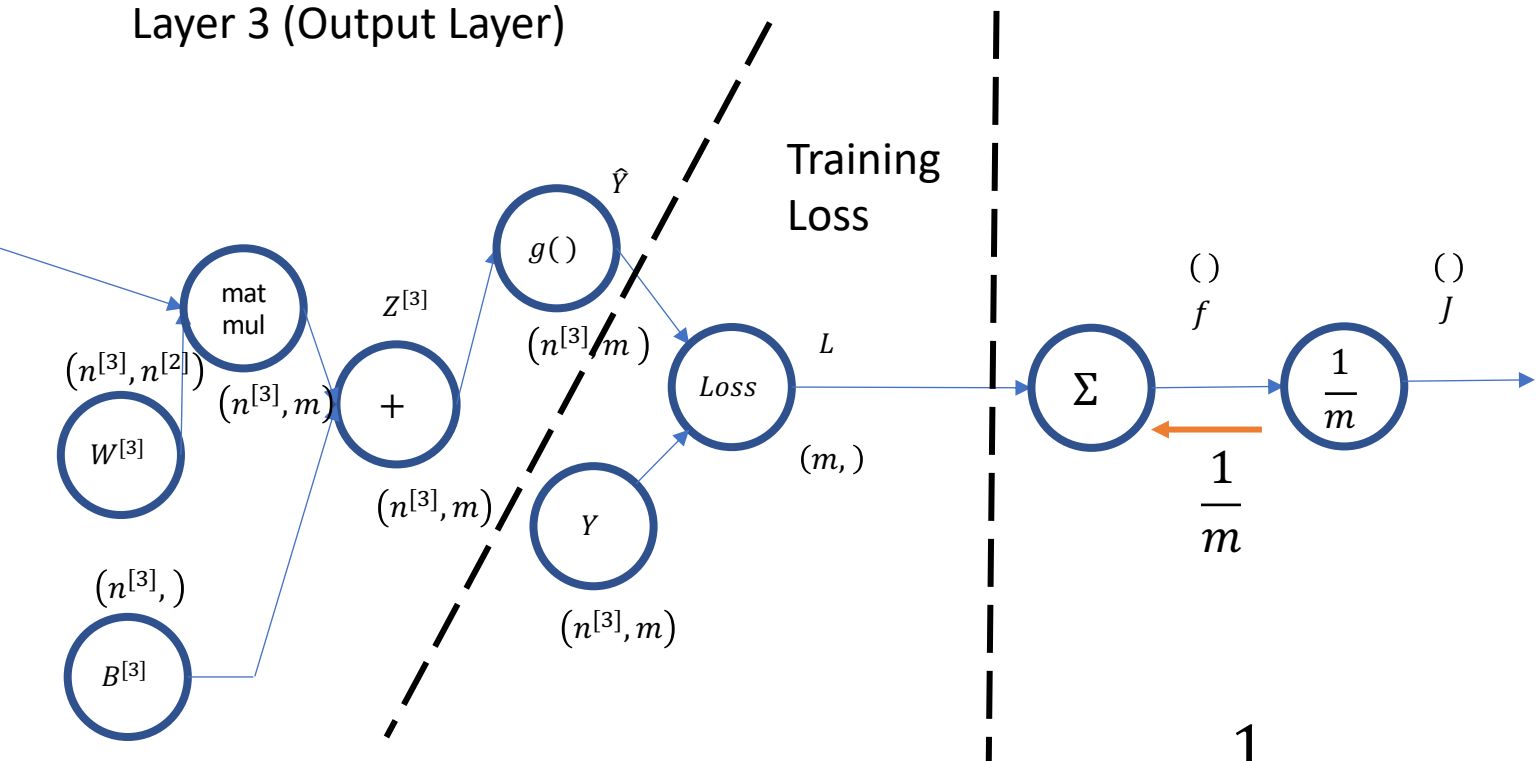 Layer 3 (Output Layer)
Training
Loss
Ŷ
g( )
(n^[3], m )
mat
mul
Z^[3]
(n^[3], n^[2])
(n^[3], m)
W^[3]
+
(n^[3], m)
(n^[3], )
B^[3]
L
Loss
(m, )
Y
(n^[3], m)
( )
f
( )
J
Σ
1
m
1
m
1